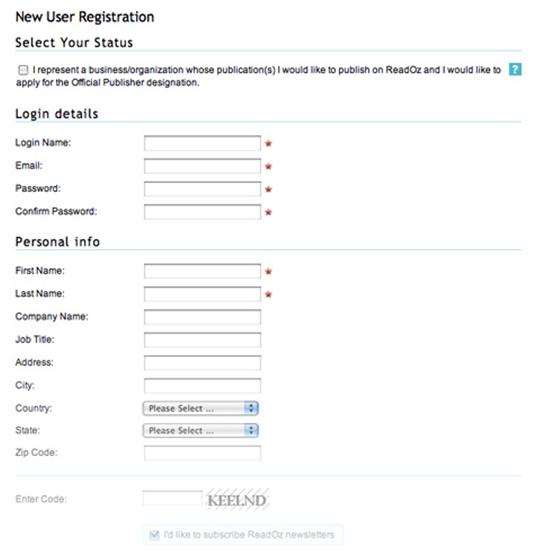 New User Registration
Select Your Status
I represent a business/organization whose publication(s) I would like to publish on ReadOz and I would like to ?
apply for the Official Publisher designation.
Login details
Login Name: *
Email: *
Password: *
Confirm Password: *
Personal info
First Name: *
Last Name: *
Company Name:
Job Title:
Address:
City:
Country: Please Select ...
State: Please Select ...
Zip Code:
Enter Code: KEELND
I'd like to subscribe ReadOz newsletters